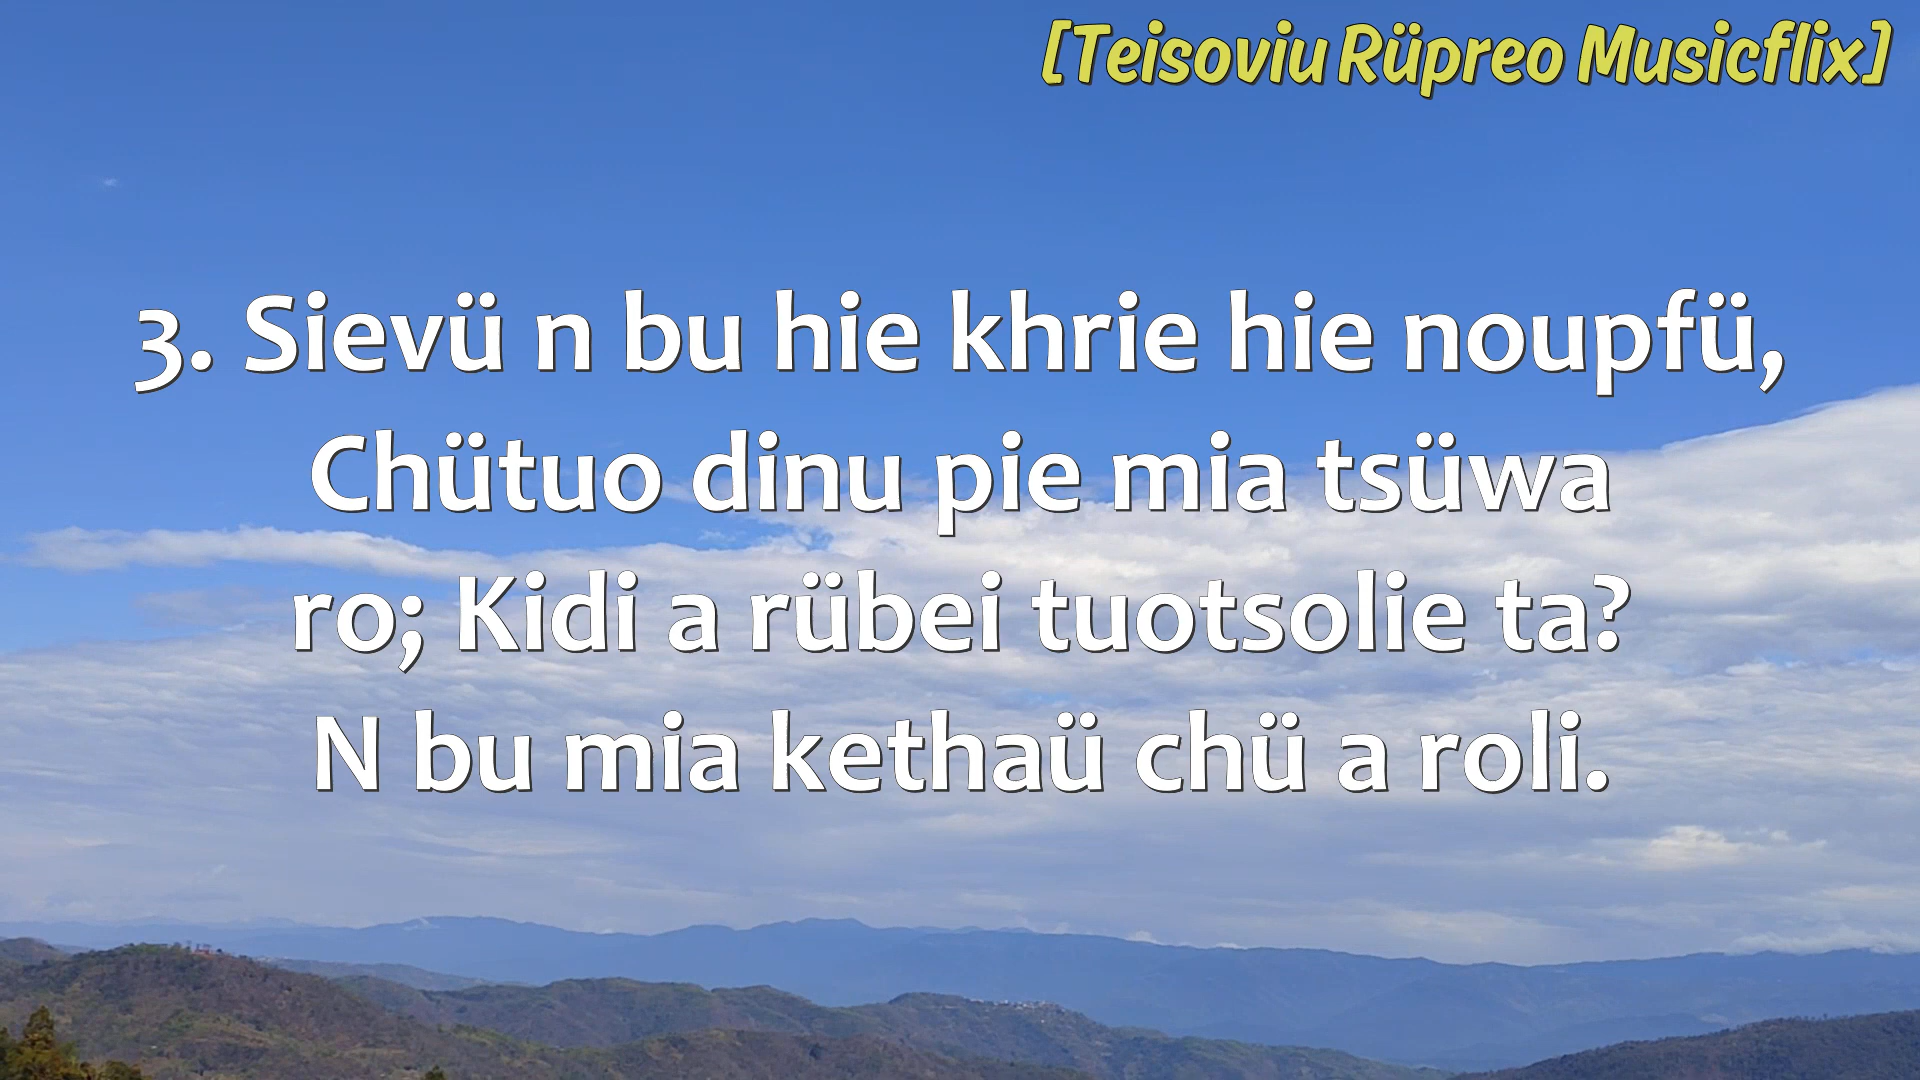 [Teisoviu Rüpreo Musicflix]
3. Sievü n bu hie khrie hie noupfü,
Chütuo dinu pie mia tsüwa
ro; Kidi a rübei tuotsolie ta?
N bu mia kethaü chü a roli.